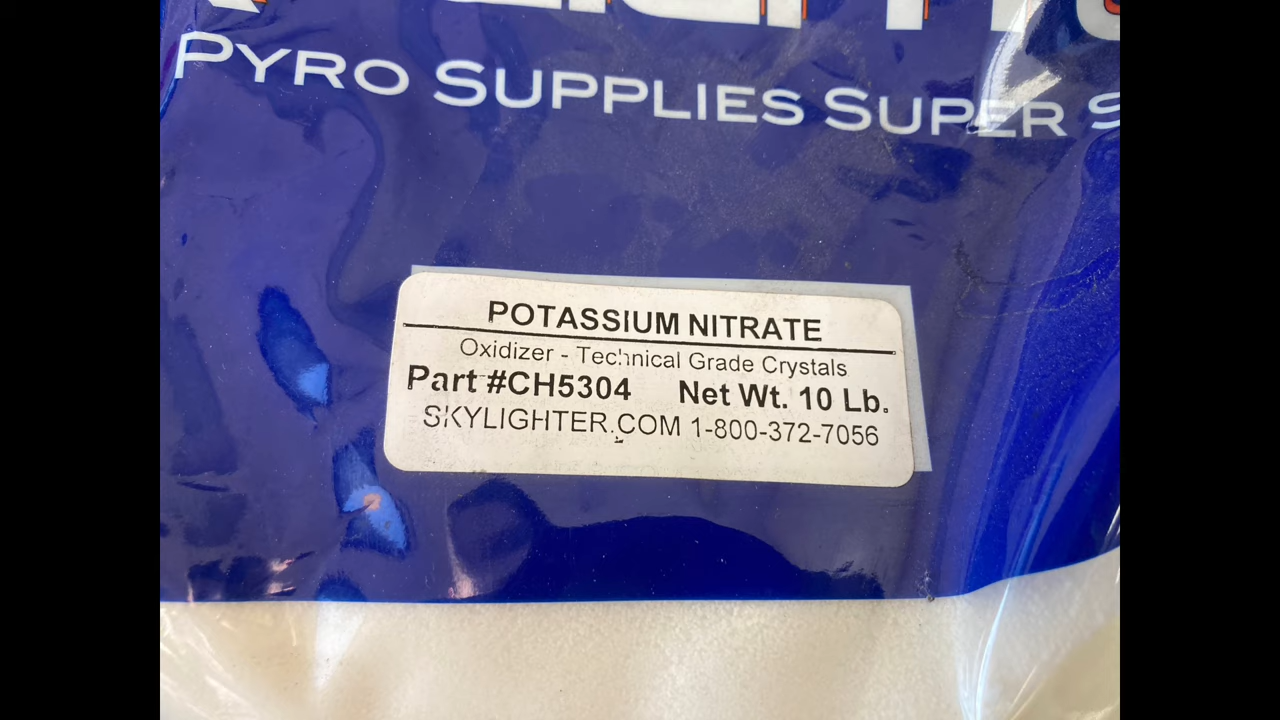 PYRO SUPPLIES SUPER S
POTASSIUM NITRATE
Oxidizer - Technical Grade Crystals
Part #CH5304 Net Wt. 10 Lb.
SKYLIGHTER.COM 1-800-372-7056